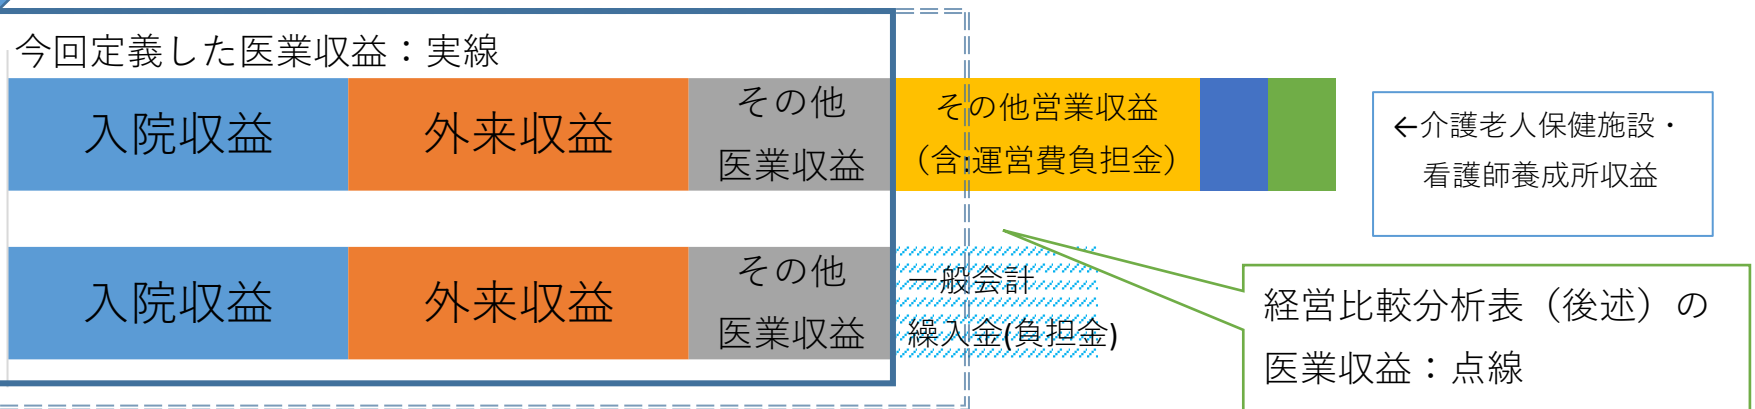 今回定義した医業収益：実線
入院収益
外来収益
その他
医業収益
その他営業収益
（含:運営費負担金）
←介護老人保健施設・
看護師養成所収益
入院収益
外来収益
その他
医業収益
一般会計
繰入金(負担金)
経営比較分析表（後述）の
医業収益：点線